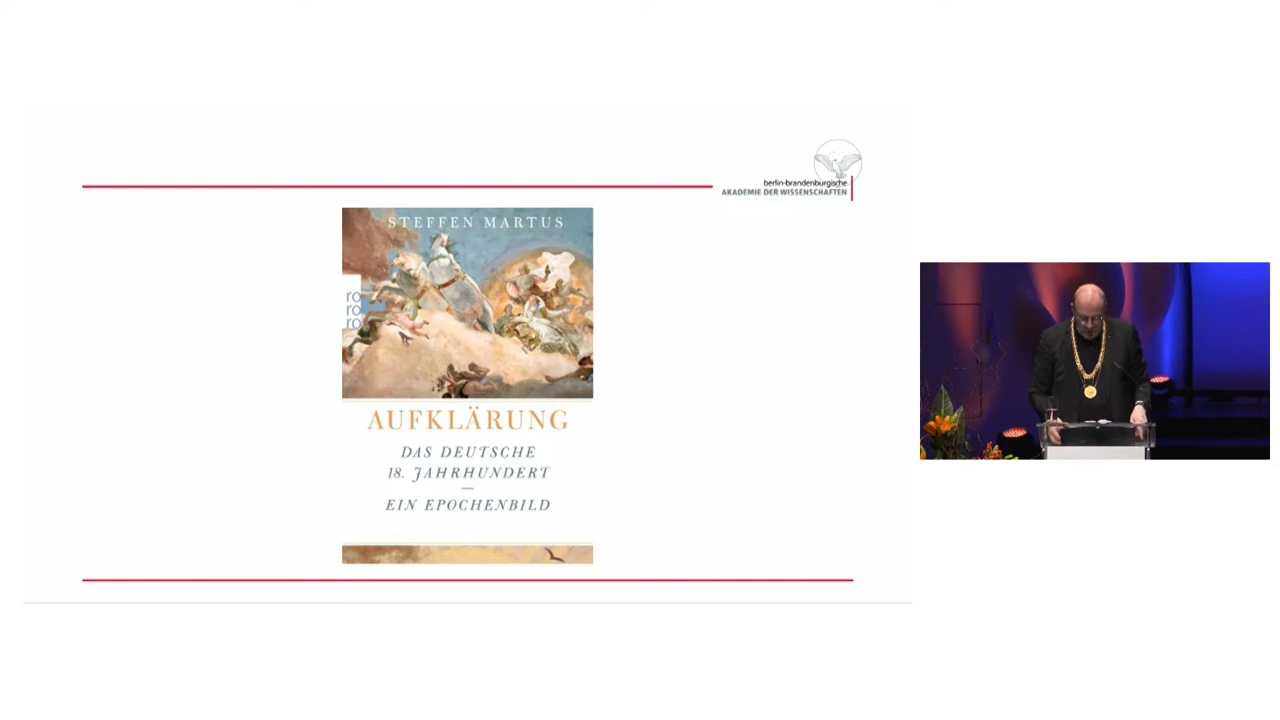 berlin-brandenburgische
AKADEMIE DER WISSENSCHAFTEN
STEFFEN MARTUS
ro
ro
ro
AUFKLÄRUNG
DAS DEUTSCHE
18. JAHRHUNDERT
—
EIN EPOCHENBILD